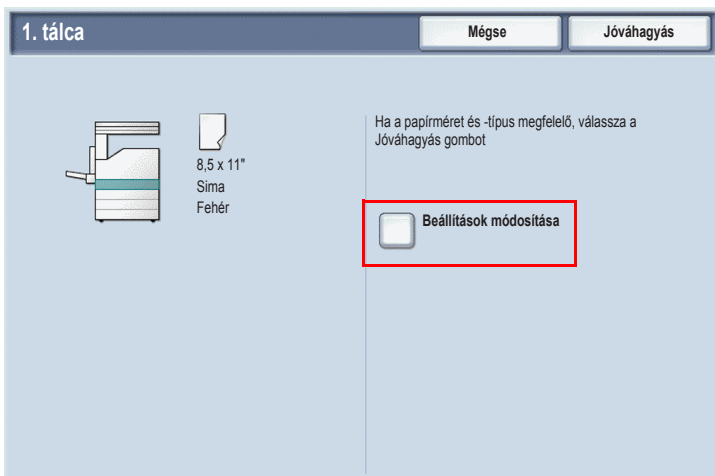 1. tálca
Mégse
Jóváhagyás
8,5 x 11"
Sima
Fehér
Ha a papírméret és -típus megfelelő, válassza a
Jóváhagyás gombot
Beállítások módosítása